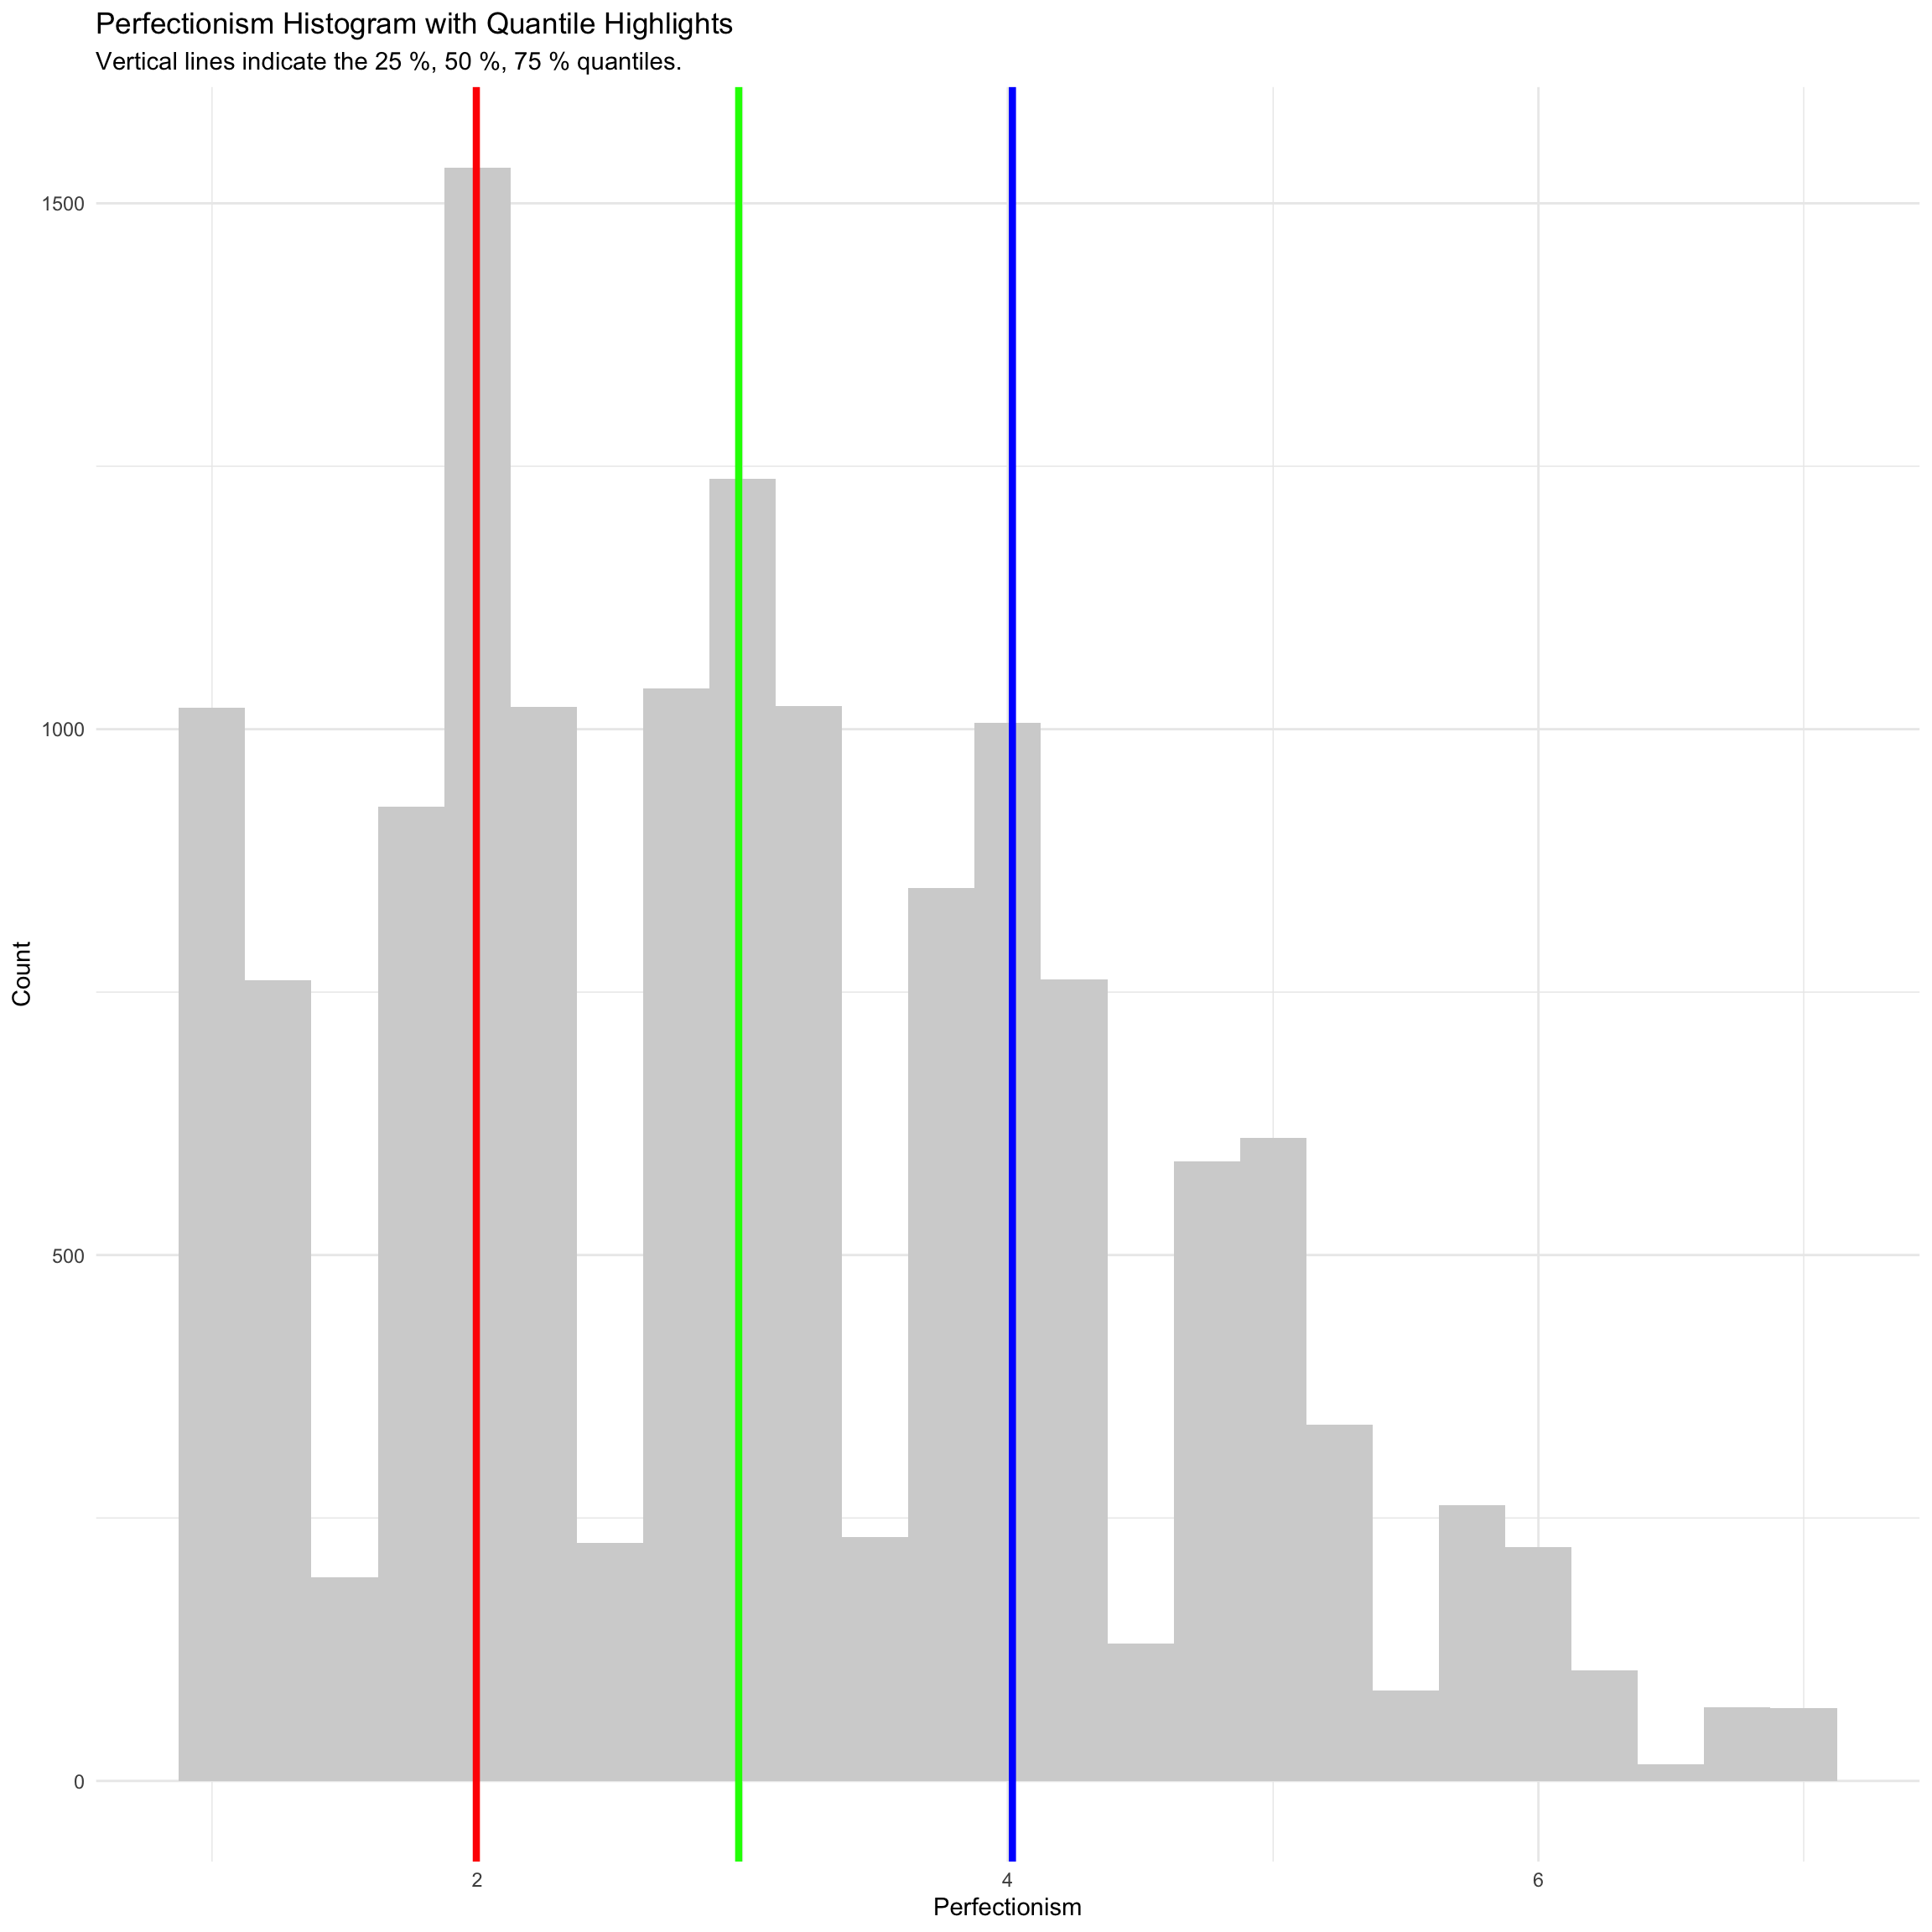 Perfectionism Histogram with Quantile Highlights
Vertical lines indicate the 25 %, 50 %, 75 % quantiles.
1500
1000
500
0
Count
2
4
6
Perfectionism